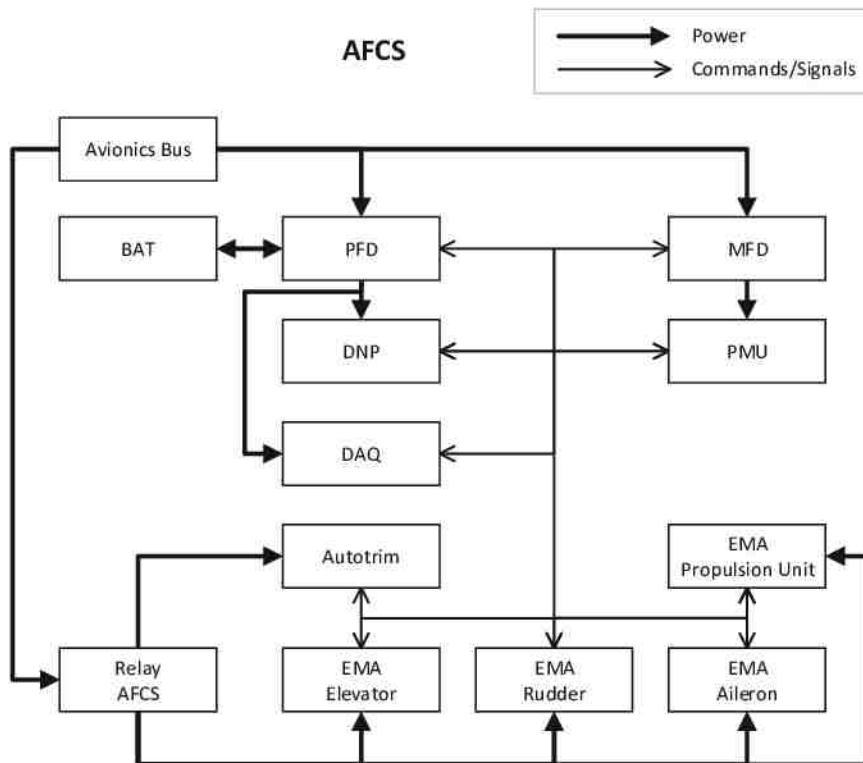 AFCS
Power
Commands/Signals
Avionics Bus
BAT
PFD
MFD
DNP
PMU
DAQ
Autotrim
EMA
Propulsion Unit
Relay
AFCS
EMA
Elevator
EMA
Rudder
EMA
Aileron